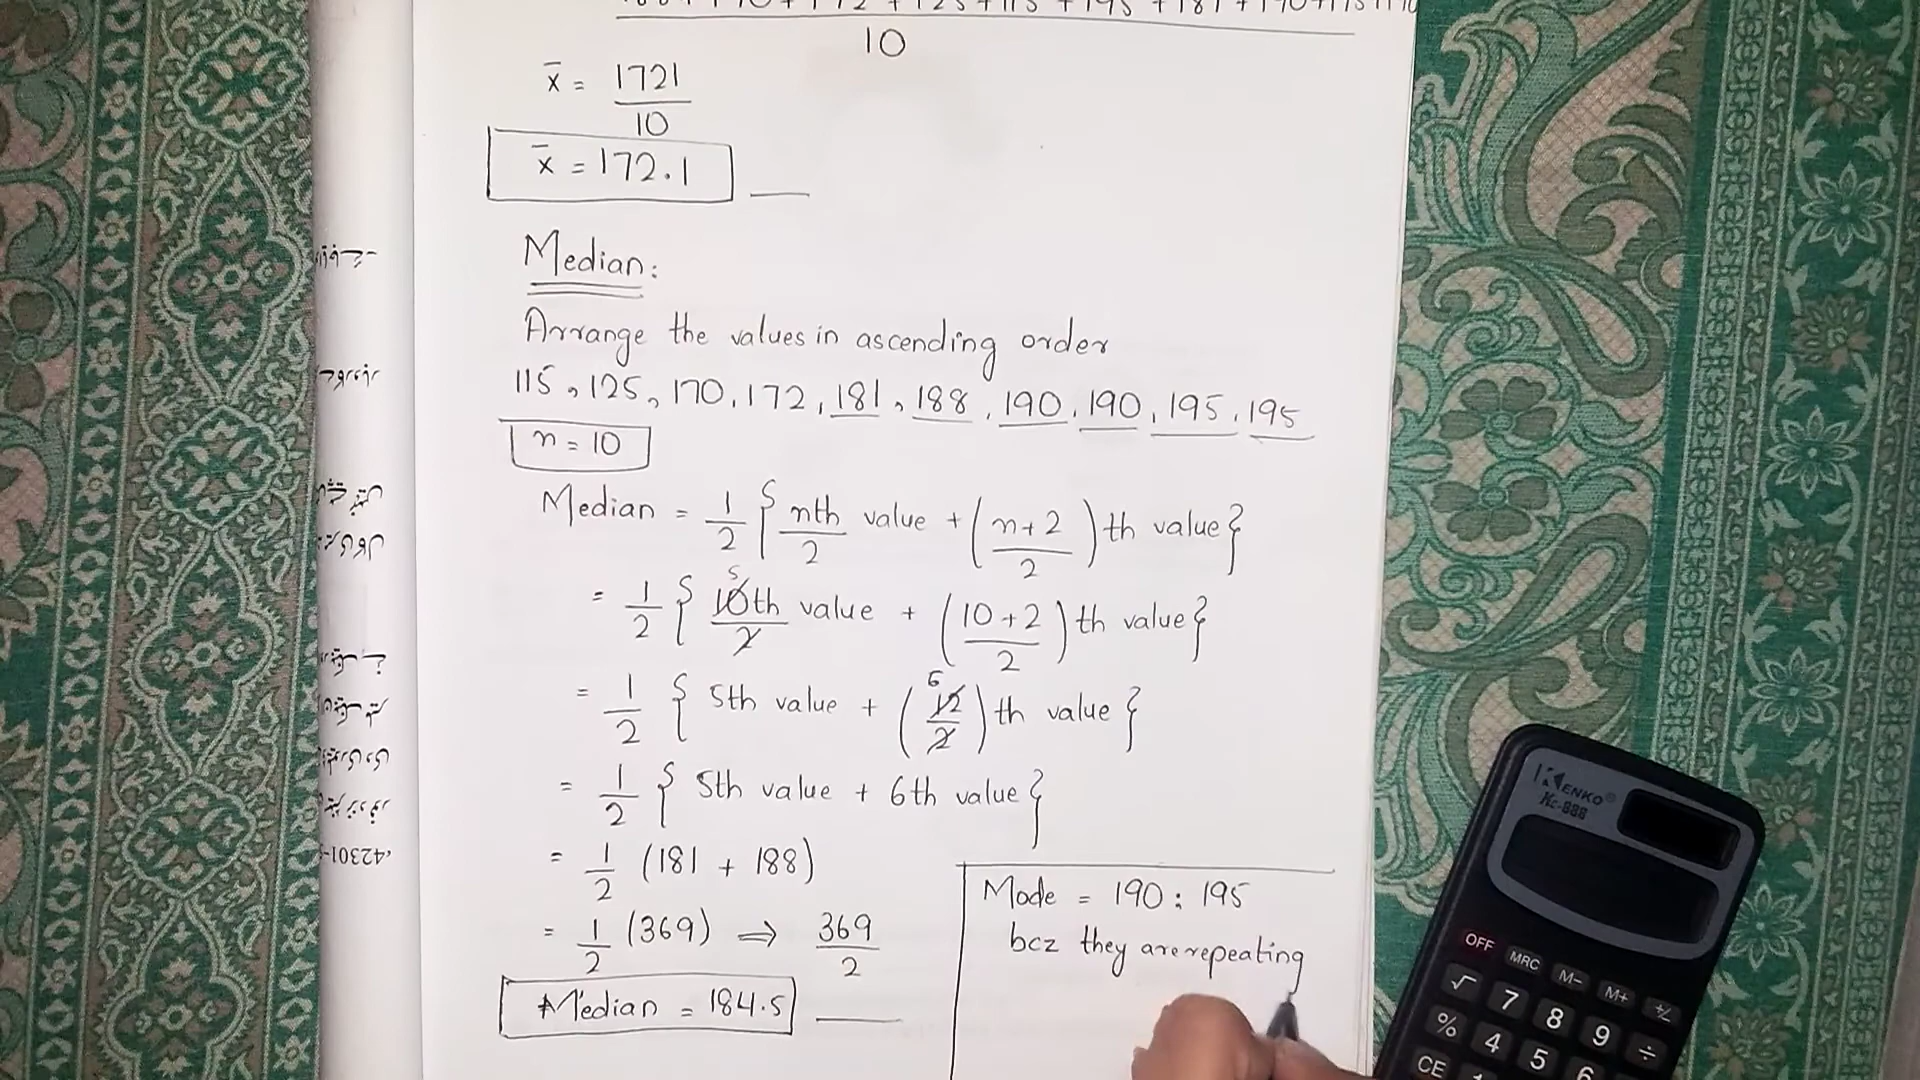 10
x̄ = 1721
10
x̄ = 172.1
Median:
Arrange the values in ascending order
115, 125, 170, 172, 181, 188, 190, 190, 195, 195
n = 10
Median = 1/2 { nth/2 value + (n+2/2)th value}
= 1/2 { 10th/2 value + (10+2/2)th value}
5
= 1/2 { 5th value + (12/2)th value}
6
= 1/2 { 5th value + 6th value}
= 1/2 (181 + 188)
= 1/2 (369) ⇒ 369/2
Median = 184.5
Mode = 190 : 195
bcz they are repeating
KENKO®
Kc-888
OFF MRC M- M+ +/-
√ 7 8 9 ÷
% 4 5 6
CE
42301-